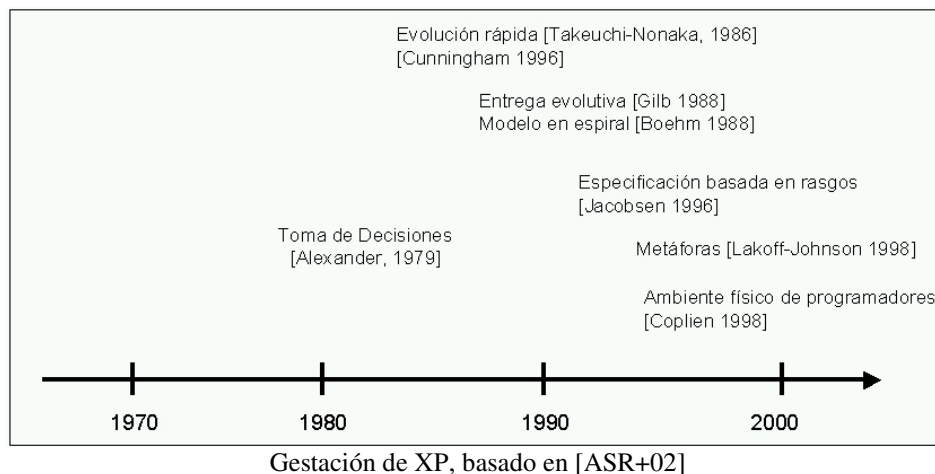 Evolución rápida [Takeuchi-Nonaka, 1986]
[Cunningham 1996]
Entrega evolutiva [Gilb 1988]
Modelo en espiral [Boehm 1988]
Especificación basada en rasgos
[Jacobsen 1996]
Toma de Decisiones
[Alexander, 1979]
Metáforas [Lakoff-Johnson 1998]
Ambiente físico de programadores
[Coplien 1998]
1970 1980 1990 2000
Gestación de XP, basado en [ASR+02]